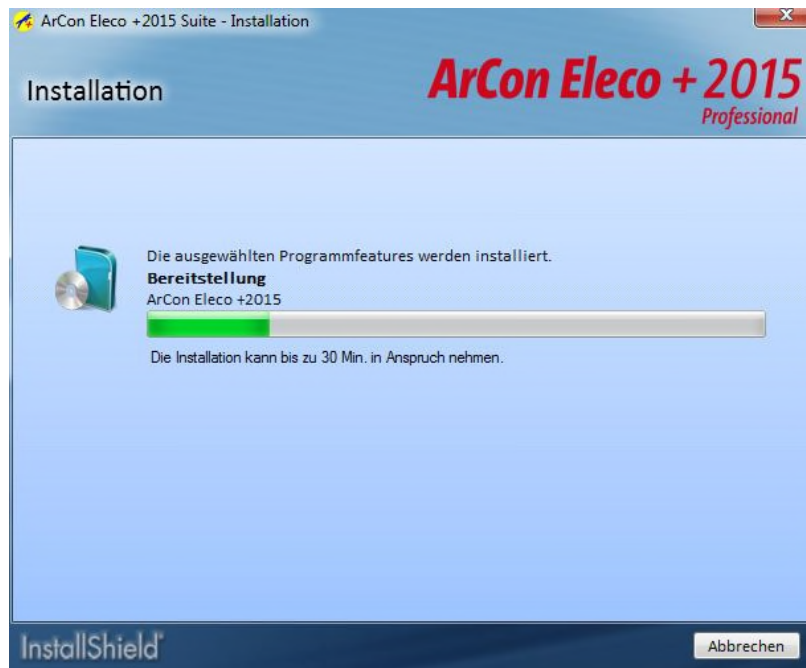 ArCon Eleco +2015 Suite - Installation
Installation
ArCon Eleco + 2015
Professional
Die ausgewählten Programmfeatures werden installiert.
Bereitstellung
ArCon Eleco +2015
Die Installation kann bis zu 30 Min. in Anspruch nehmen.
InstallShield®
Abbrechen